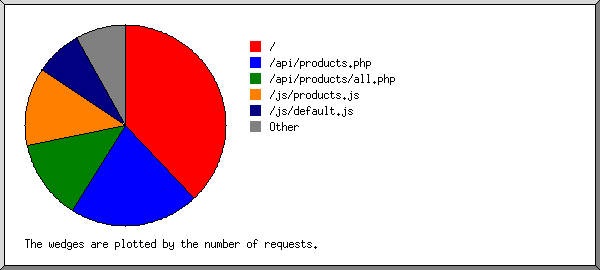 /
/api/products.php
/api/products/all.php
/js/products.js
/js/default.js
Other
The wedges are plotted by the number of requests.